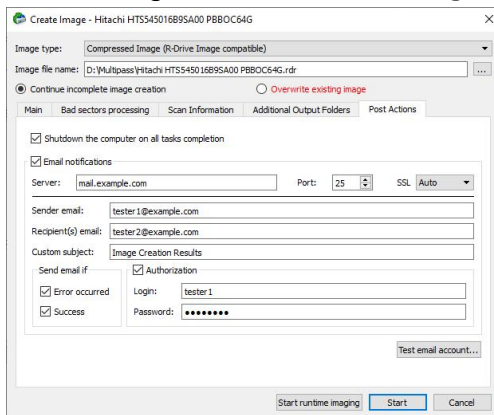 Create Image - Hitachi HTS545016B9SA00 PBBOC64G
Image type: Compressed Image (R-Drive Image compatible)
Image file name: D:\Multipass\Hitachi HTS545016B9SA00 PBBOC64G.rdr ...
Continue incomplete image creation Overwrite existing image
Main Bad sectors processing Scan Information Additional Output Folders Post Actions
Shutdown the computer on all tasks completion
Email notifications
Server: mail.example.com Port: 25 SSL Auto
Sender email: tester1@example.com
Recipient(s) email: tester2@example.com
Custom subject: Image Creation Results
Send email if Authorization
Error occurred Login: tester1
Success Password: ●●●●●●●●
Test email account...
Start runtime imaging Start Cancel